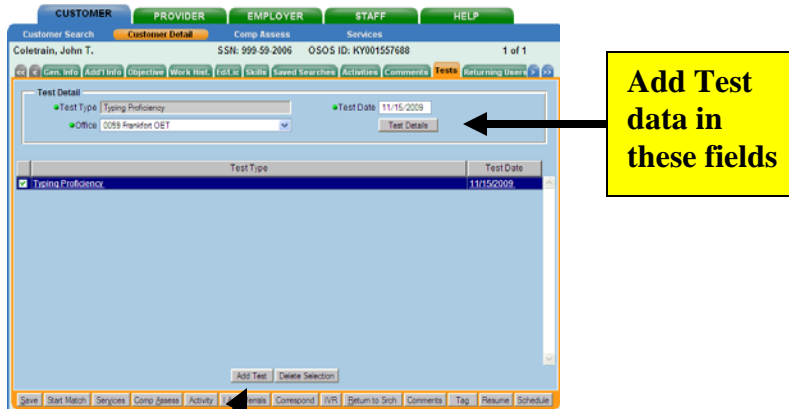 CUSTOMER PROVIDER EMPLOYER STAFF HELP
Customer Search Customer Detail Comp Assess Services
Coletrain, John T. SSN: 999-59-2006 OSOS ID: KY001557688 1 of 1
Gen. Info Add'l Info Objective Work Hist. Ed/Lic Skills Saved Searches Activities Comments Tests Returning Users
Test Detail
Test Type Typing Proficiency Test Date 11/15/2009
Office 0059 Frankfort OET Test Details
Add Test
data in
these fields
Test Type Test Date
Typing Proficiency 11/15/2009
Add Test Delete Selection
Save Start Match Services Comp Assess Activity Correspond IVR Return to Srch Comments Tag Resume Schedule